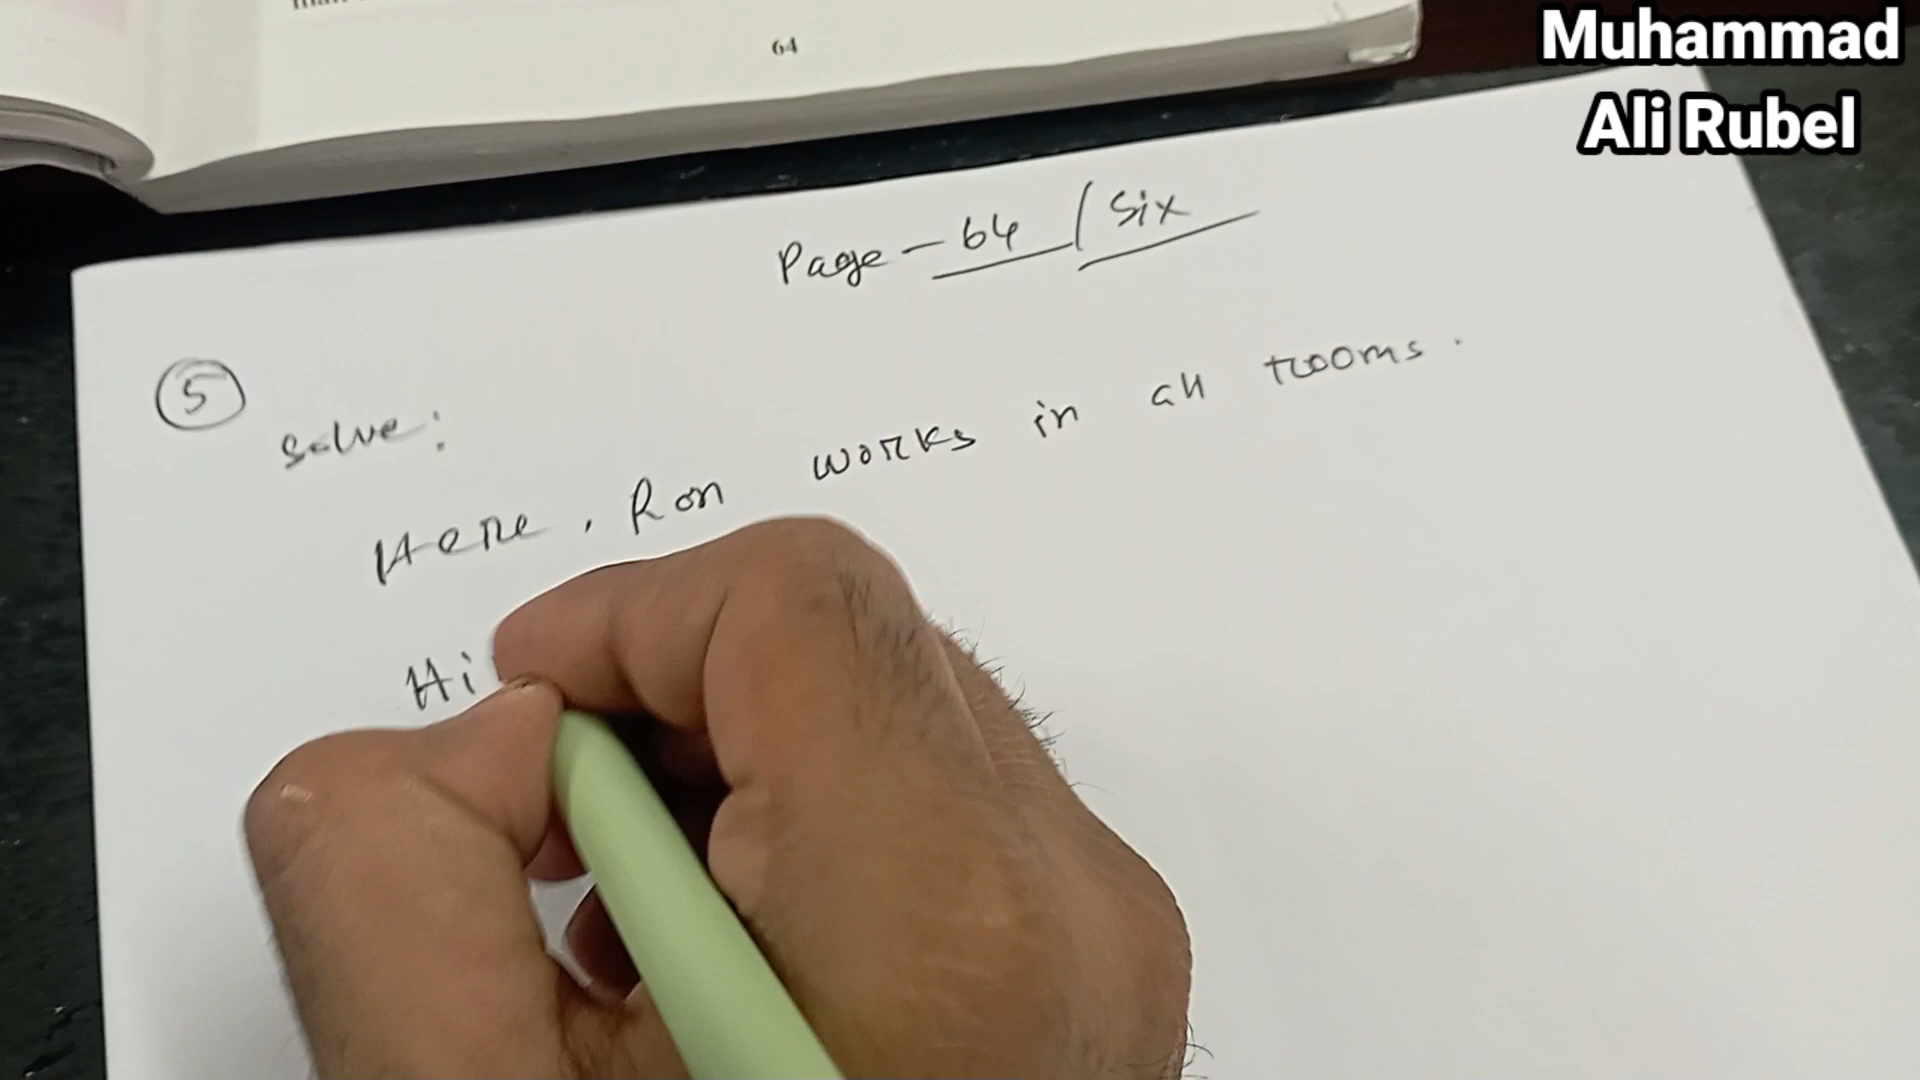 64
Muhammad
Ali Rubel
Page - 64 / Six
5
Solve:
Here, Ron works in all rooms.
Hi